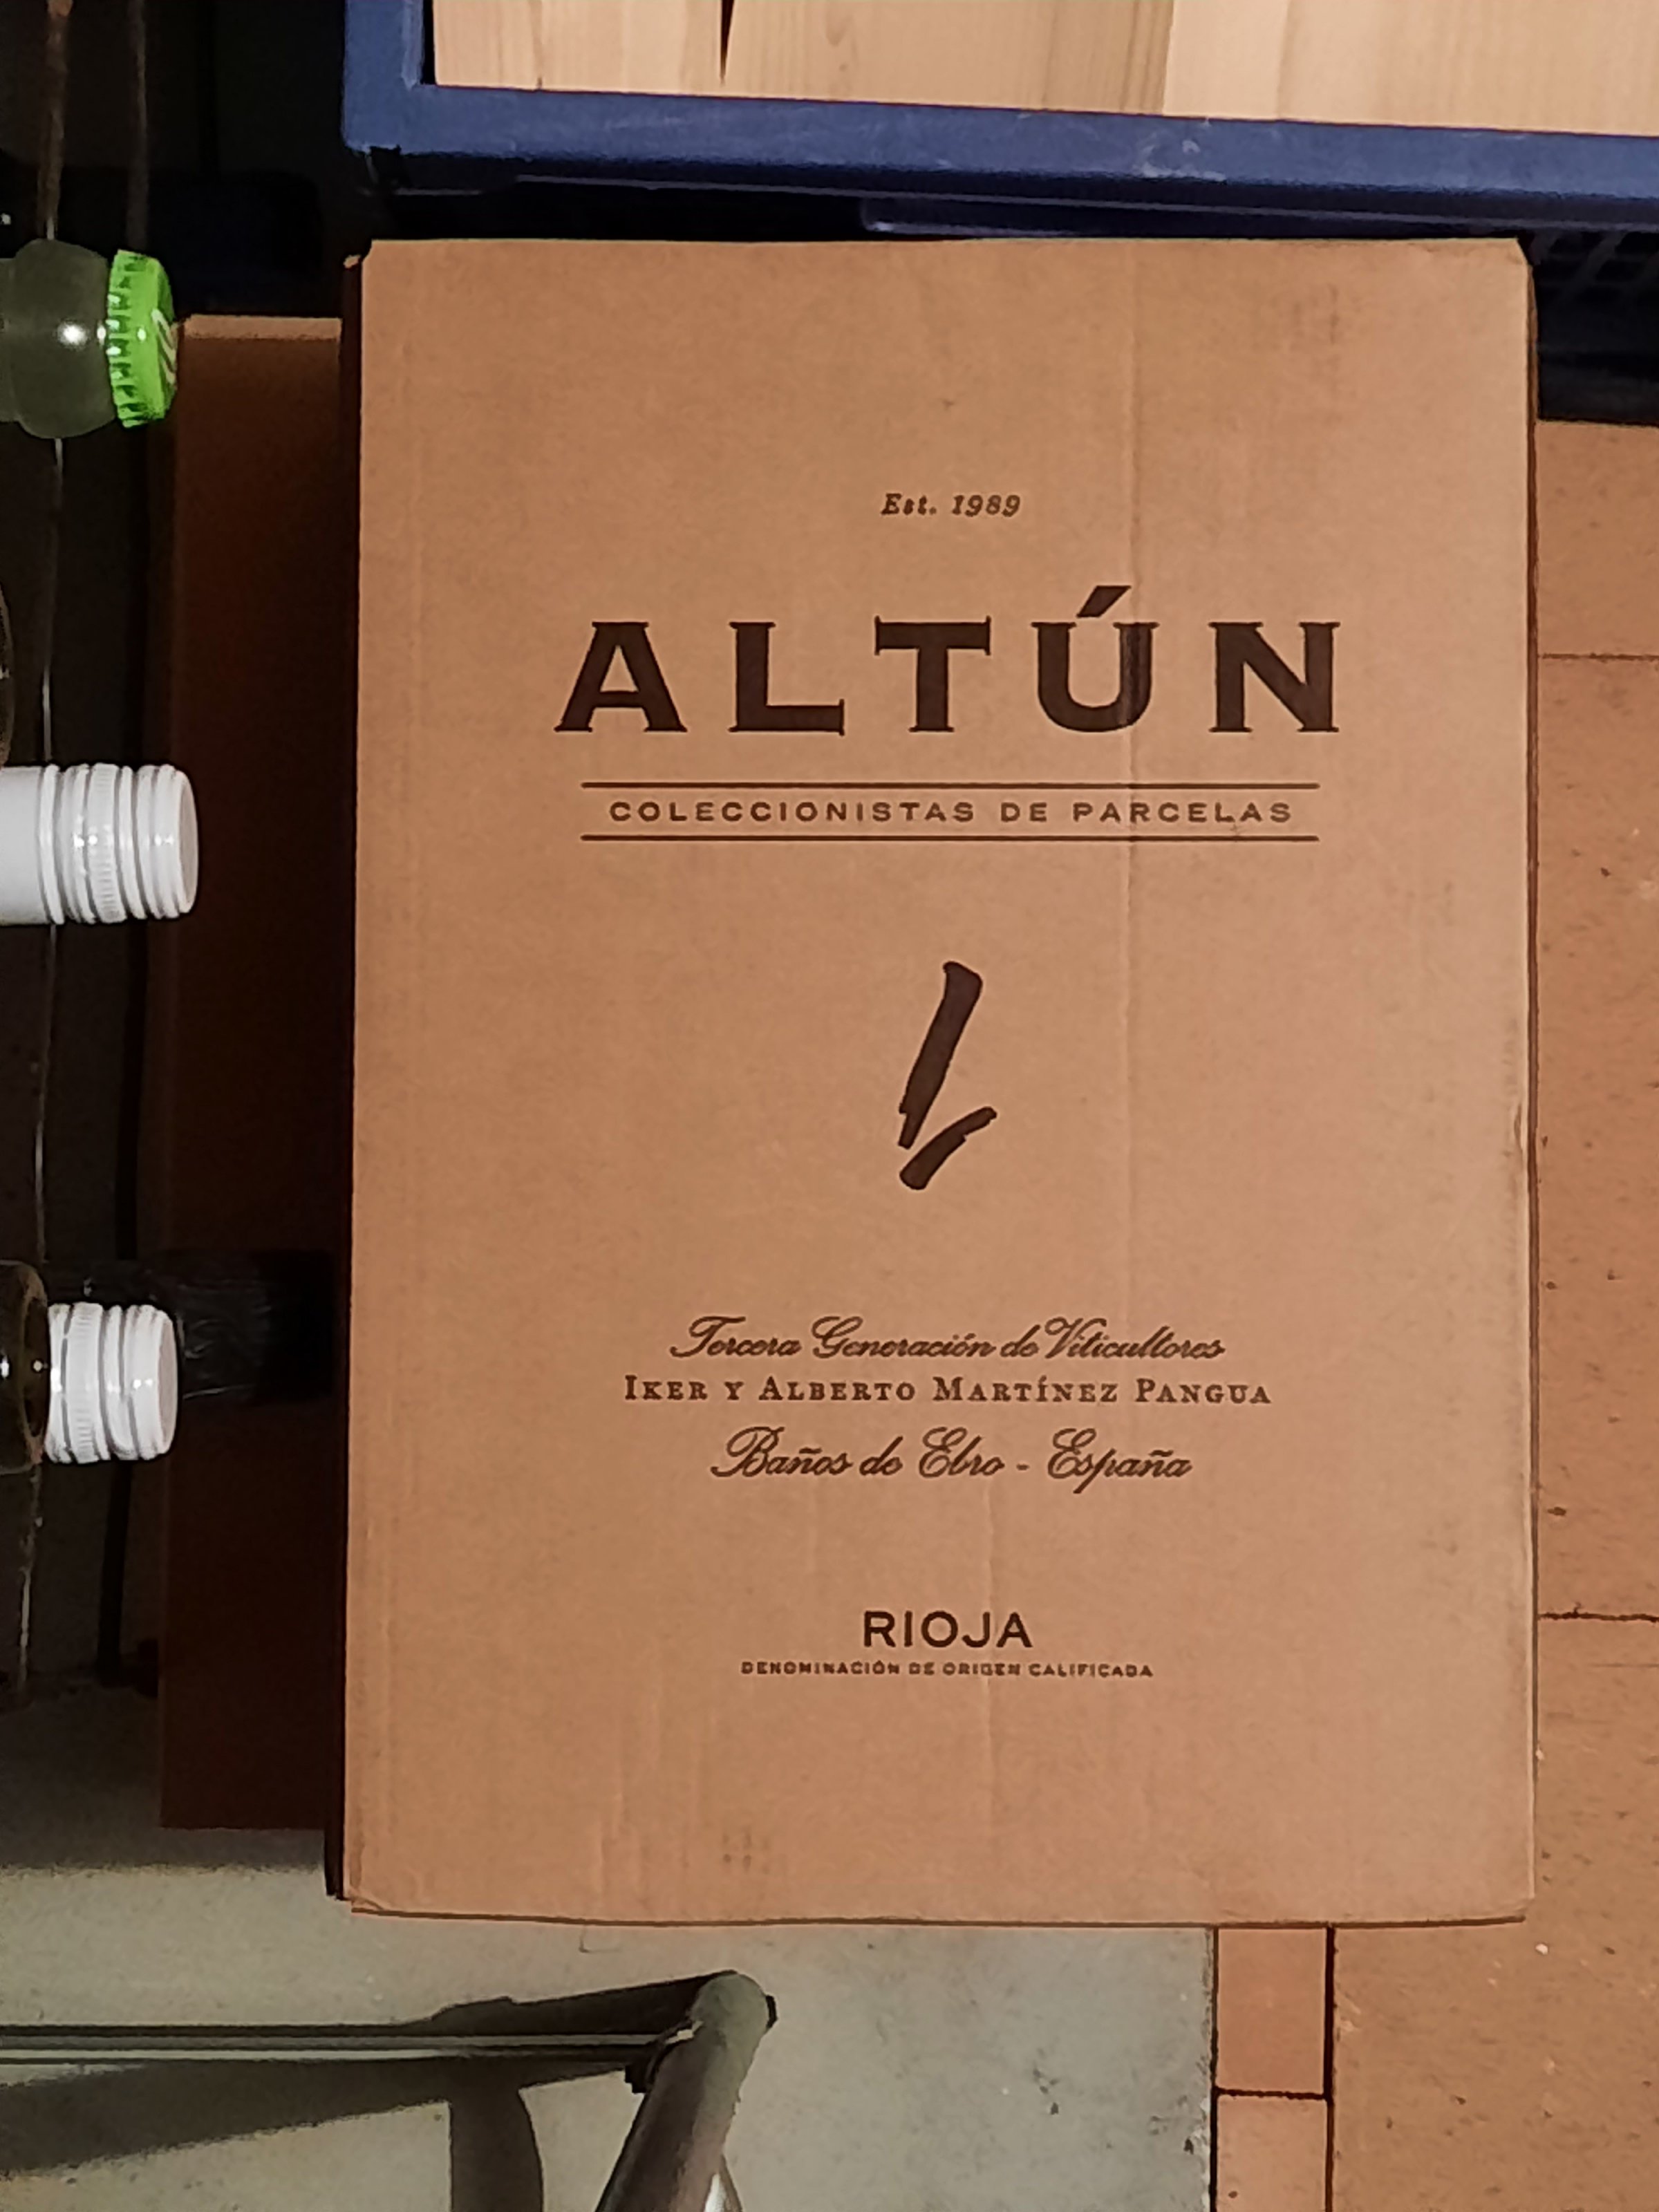 Est. 1989
ALTÚN
COLECCIONISTAS DE PARCELAS
Tercera Generación de Viticultores
IKER Y ALBERTO MARTÍNEZ PANGUA
Baños de Ebro - España
RIOJA
DENOMINACIÓN DE ORIGEN CALIFICADA